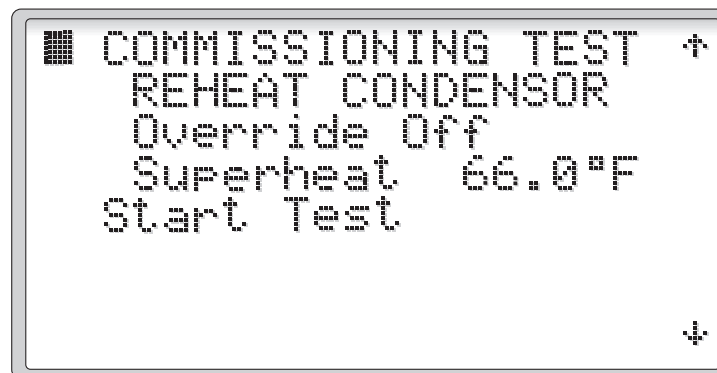 COMMISSIONING TEST ↑
REHEAT CONDENSOR
Override Off
Superheat 66.0°F
Start Test
↓